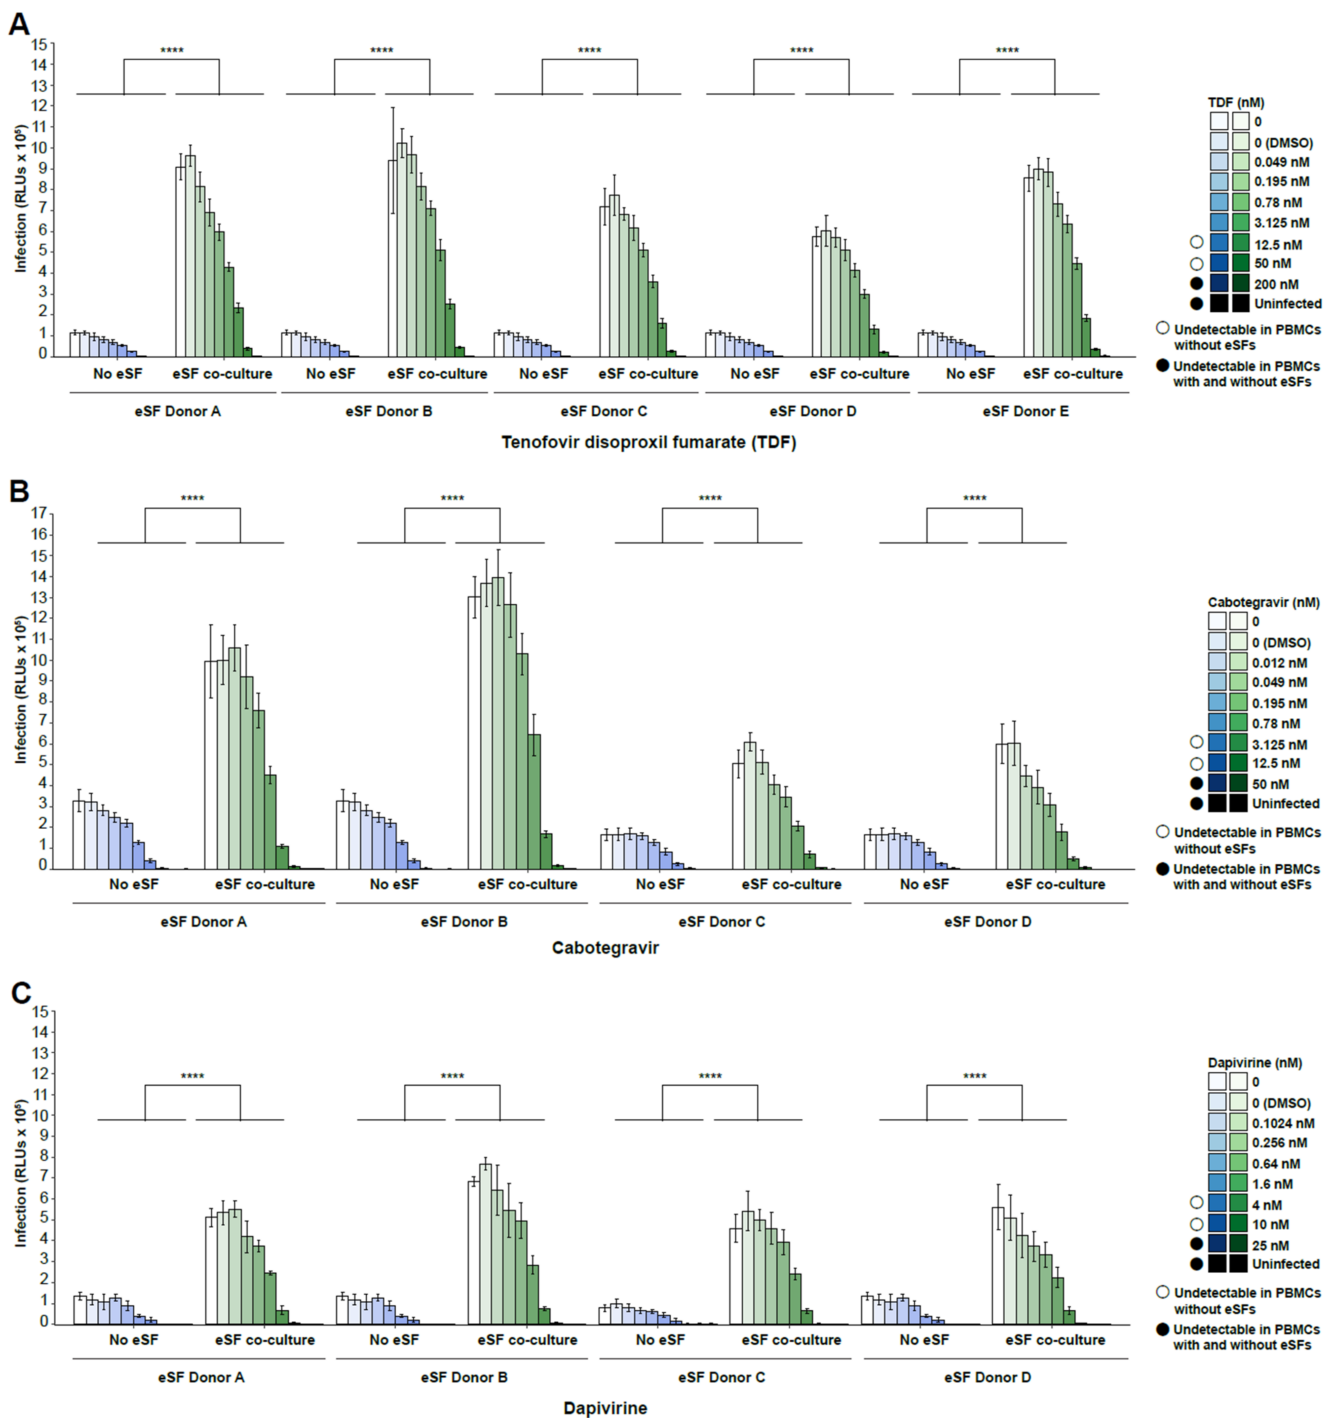 A
15
14
13
12
11
10
9
8
7
6
5
4
3
2
1
0
Infection (RLUs x 10⁵)
**** **** **** **** ****
No eSF eSF co-culture No eSF eSF co-culture No eSF eSF co-culture No eSF eSF co-culture No eSF eSF co-culture
eSF Donor A eSF Donor B eSF Donor C eSF Donor D eSF Donor E
Tenofovir disoproxil fumarate (TDF)
TDF (nM)
0
0 (DMSO)
0.049 nM
0.195 nM
0.78 nM
3.125 nM
12.5 nM
50 nM
200 nM
Uninfected
Undetectable in PBMCs
without eSFs
Undetectable in PBMCs
with and without eSFs
B
17
16
15
14
13
12
11
10
9
8
7
6
5
4
3
2
1
0
Infection (RLUs x 10⁵)
**** **** **** ****
No eSF eSF co-culture No eSF eSF co-culture No eSF eSF co-culture No eSF eSF co-culture
eSF Donor A eSF Donor B eSF Donor C eSF Donor D
Cabotegravir
Cabotegravir (nM)
0
0 (DMSO)
0.012 nM
0.049 nM
0.195 nM
0.78 nM
3.125 nM
12.5 nM
50 nM
Uninfected
Undetectable in PBMCs
without eSFs
Undetectable in PBMCs
with and without eSFs
C
15
14
13
12
11
10
9
8
7
6
5
4
3
2
1
0
Infection (RLUs x 10⁵)
**** **** **** ****
No eSF eSF co-culture No eSF eSF co-culture No eSF eSF co-culture No eSF eSF co-culture
eSF Donor A eSF Donor B eSF Donor C eSF Donor D
Dapivirine
Dapivirine (nM)
0
0 (DMSO)
0.1024 nM
0.256 nM
0.64 nM
1.6 nM
4 nM
10 nM
25 nM
Uninfected
Undetectable in PBMCs
without eSFs
Undetectable in PBMCs
with and without eSFs